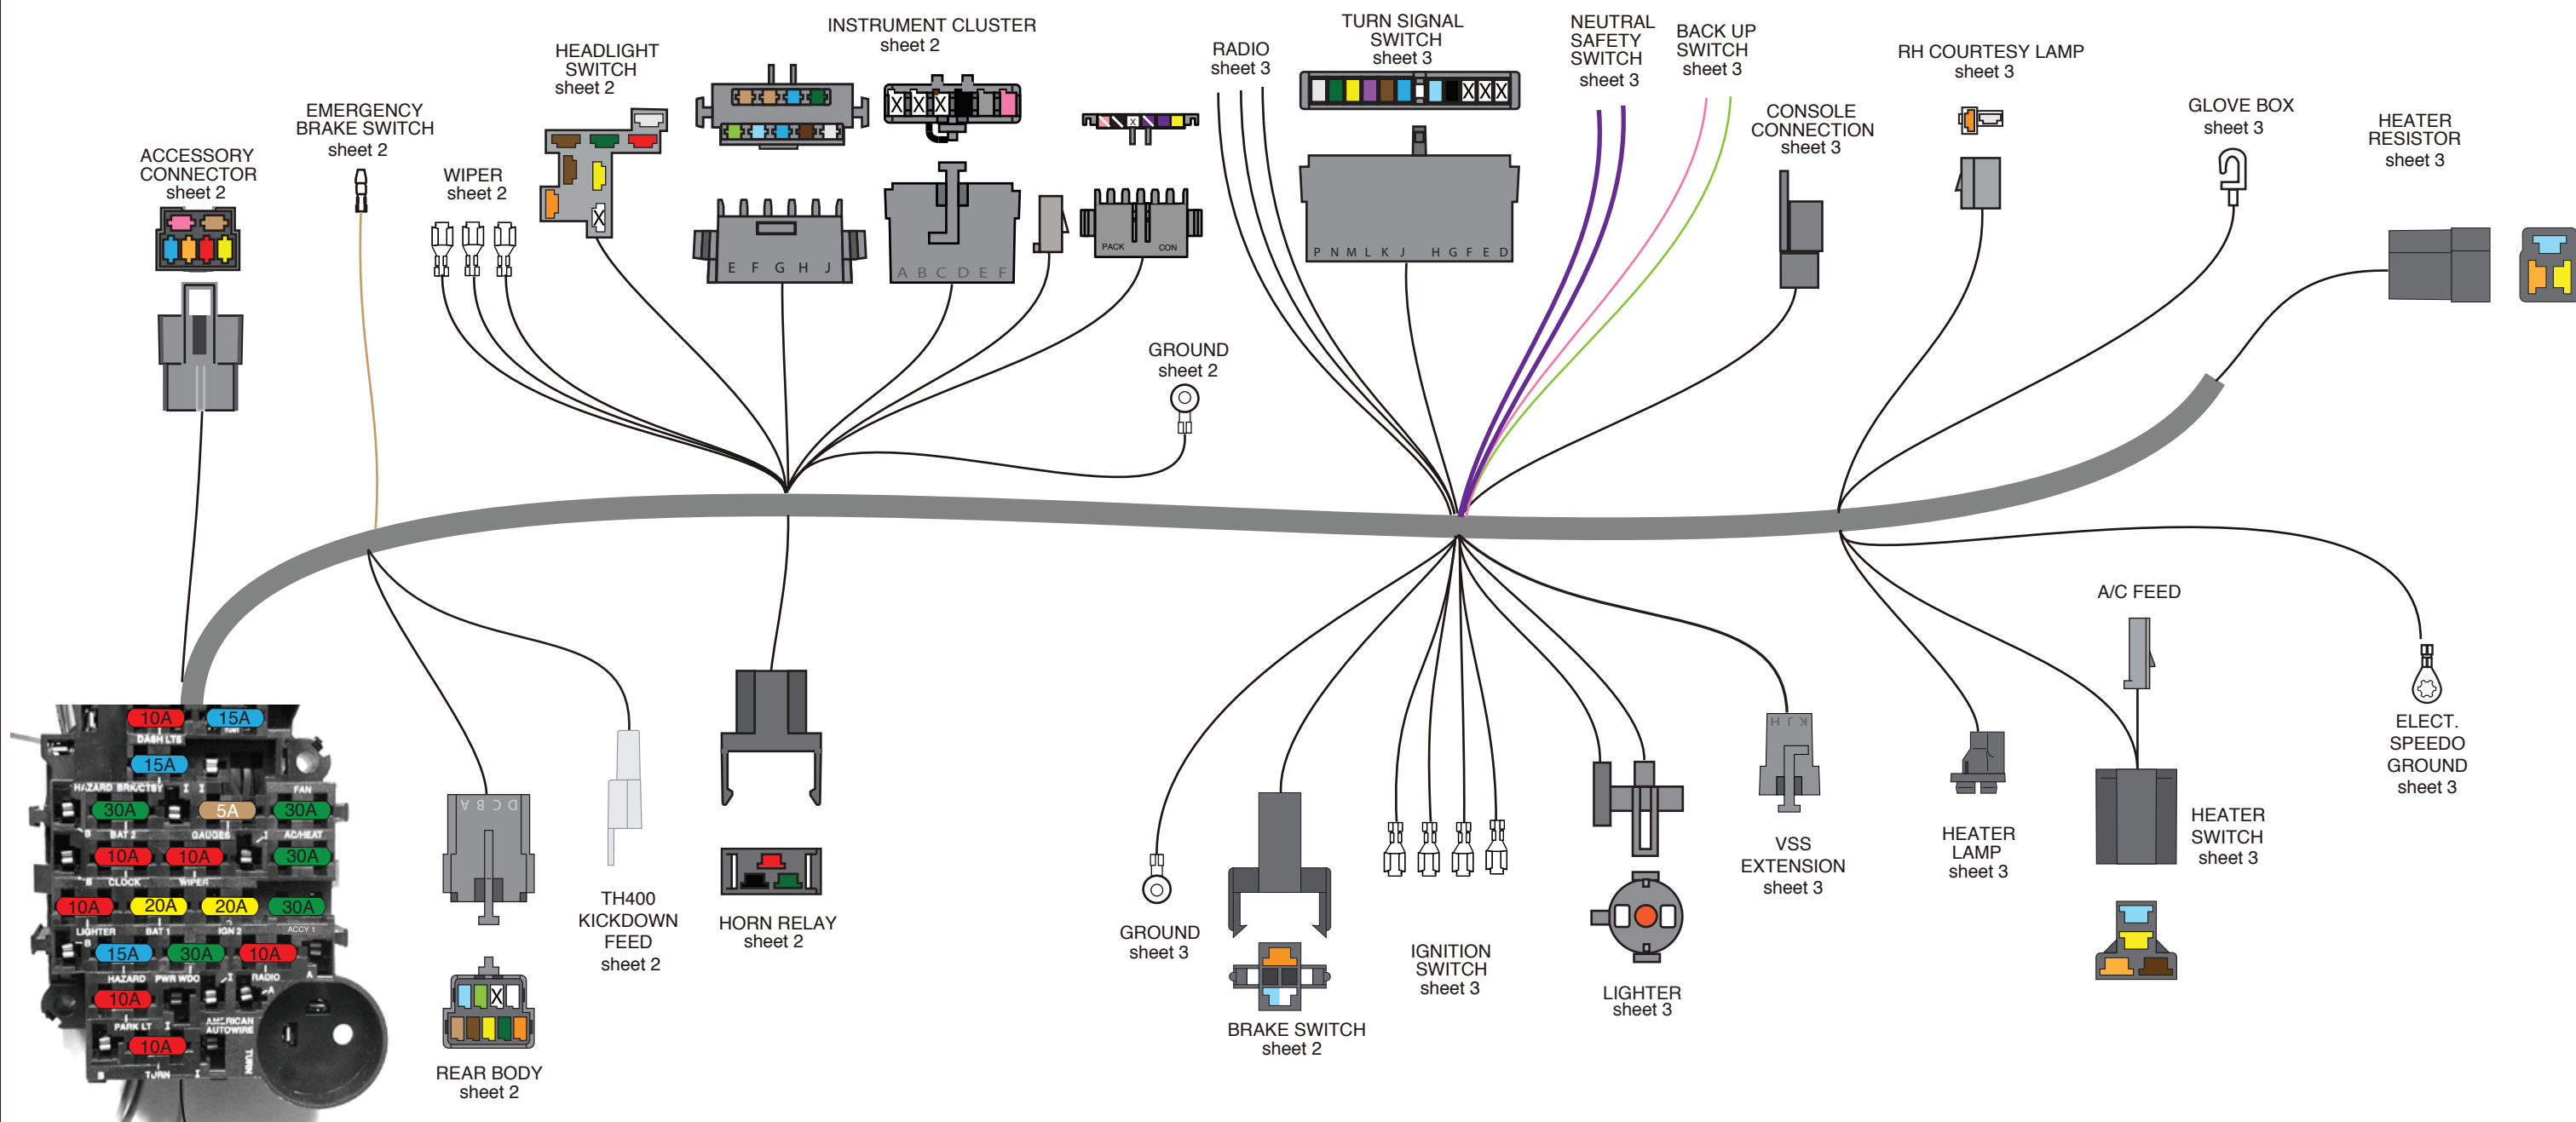 ACCESSORY
CONNECTOR
sheet 2
EMERGENCY
BRAKE SWITCH
sheet 2
WIPER
sheet 2
HEADLIGHT
SWITCH
sheet 2
INSTRUMENT CLUSTER
sheet 2
X X X
X
X
E F G H J
A B C D E F
PACK CON
GROUND
sheet 2
RADIO
sheet 3
TURN SIGNAL
SWITCH
sheet 3
X X X
P N M L K J H G F E D
NEUTRAL
SAFETY
SWITCH
sheet 3
BACK UP
SWITCH
sheet 3
CONSOLE
CONNECTION
sheet 3
RH COURTESY LAMP
sheet 3
GLOVE BOX
sheet 3
HEATER
RESISTOR
sheet 3
10A 15A
DASH LTS
15A
HAZARD BRK/CTSY I I FAN
30A 5A 30A
B BAT 2 GAUGES I AC/HEAT
10A 10A 30A
B CLOCK WIPER
10A 20A 20A 30A
LIGHTER BAT 1 IGN 2 ACCY 1
B
15A 30A 10A
HAZARD PWR WDO I RADIO A
10A A
PARK LT I AMERICAN
AUTOWIRE
10A
B TURN I
TURN
D C B A
X
REAR BODY
sheet 2
TH400
KICKDOWN
FEED
sheet 2
HORN RELAY
sheet 2
GROUND
sheet 3
BRAKE SWITCH
sheet 2
IGNITION
SWITCH
sheet 3
LIGHTER
sheet 3
K J H
VSS
EXTENSION
sheet 3
HEATER
LAMP
sheet 3
A/C FEED
HEATER
SWITCH
sheet 3
ELECT.
SPEEDO
GROUND
sheet 3